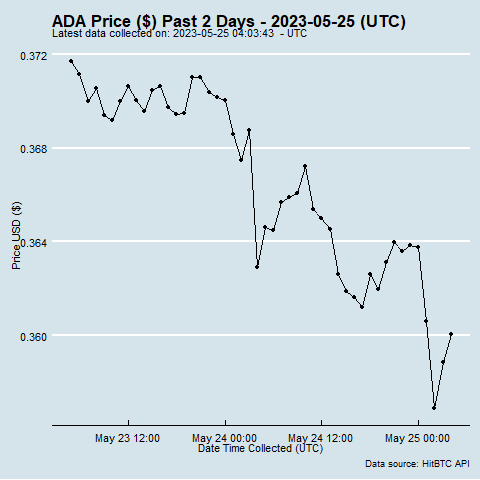 ADA Price ($) Past 2 Days - 2023-05-25 (UTC)
Latest data collected on: 2023-05-25 04:03:43  - UTC
0.372
0.368
0.364
0.360
Price USD ($)
May 23 12:00
May 24 00:00
May 24 12:00
May 25 00:00
Date Time Collected (UTC)
Data source: HitBTC API